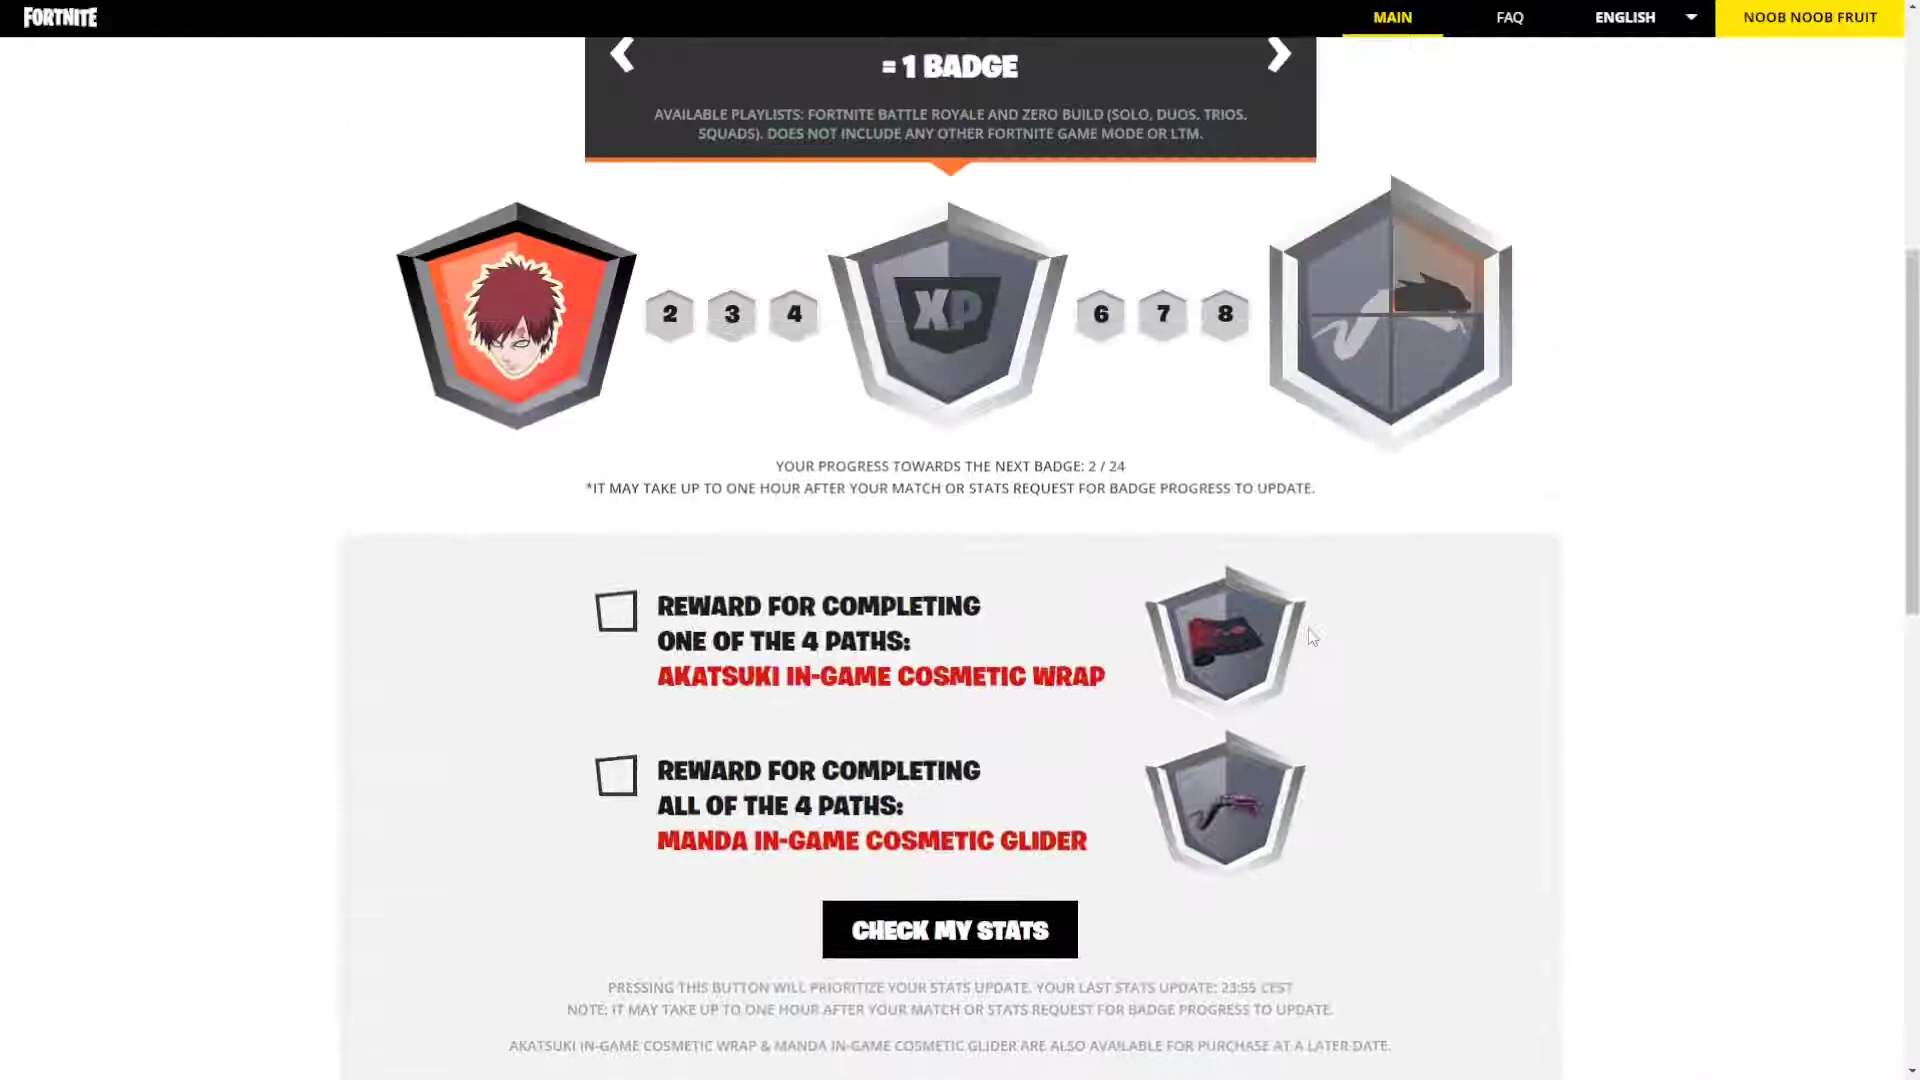 FORTNITE
MAIN
FAQ
ENGLISH
NOOB NOOB FRUIT
= 1 BADGE
AVAILABLE PLAYLISTS: FORTNITE BATTLE ROYALE AND ZERO BUILD (SOLO, DUOS. TRIOS.
SQUADS). DOES NOT INCLUDE ANY OTHER FORTNITE GAME MODE OR LTM.
2
3
4
XP
6
7
8
YOUR PROGRESS TOWARDS THE NEXT BADGE: 2 / 24
*IT MAY TAKE UP TO ONE HOUR AFTER YOUR MATCH OR STATS REQUEST FOR BADGE PROGRESS TO UPDATE.
REWARD FOR COMPLETING
ONE OF THE 4 PATHS:
AKATSUKI IN-GAME COSMETIC WRAP
REWARD FOR COMPLETING
ALL OF THE 4 PATHS:
MANDA IN-GAME COSMETIC GLIDER
CHECK MY STATS
PRESSING THIS BUTTON WILL PRIORITIZE YOUR STATS UPDATE. YOUR LAST STATS UPDATE: 23:55 CEST
NOTE: IT MAY TAKE UP TO ONE HOUR AFTER YOUR MATCH OR STATS REQUEST FOR BADGE PROGRESS TO UPDATE.
AKATSUKI IN-GAME COSMETIC WRAP & MANDA IN-GAME COSMETIC GLIDER ARE ALSO AVAILABLE FOR PURCHASE AT A LATER DATE.